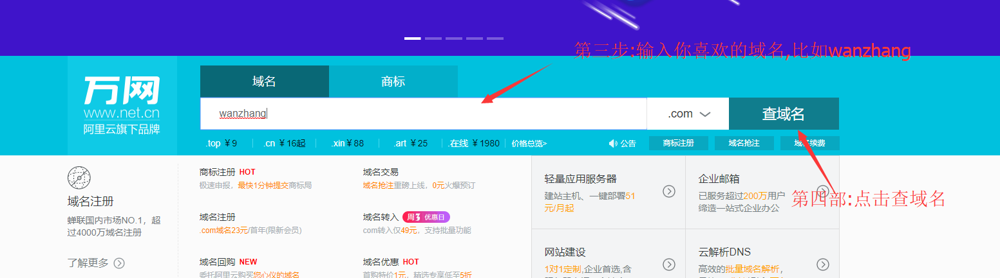 第三步:输入你喜欢的域名,比如wanzhang
万网
www.net.cn
阿里云旗下品牌
域名
商标
wanzhang
.com
查域名
.top ¥9
.cn ¥16起
.xin ¥88
.art ¥25
.在线 ¥1980
价格总览>
公告
商标注册
域名抢注
域名续费
域名注册
蝉联国内市场NO.1，超
过4000万域名注册
了解更多
商标注册 HOT
极速申报，最快1分钟提交商标局
域名交易
域名抢注重磅上线，0元火爆预订
域名注册
.com域名23元/首年(限新会员)
域名转入 周3 优惠日
com转入仅49元，支持批量功能
域名回购 NEW
委托阿里云购买您心仪的域名
域名优惠 HOT
首购特价1元，精选专享低至5折
轻量应用服务器
建站主机、一键部署51
元/月起
企业邮箱
已服务超过200万用户
缔造一站式企业办公
第四部:点击查域名
网站建设
1对1定制,企业首选,含
云解析DNS
高效的批量域名解析，